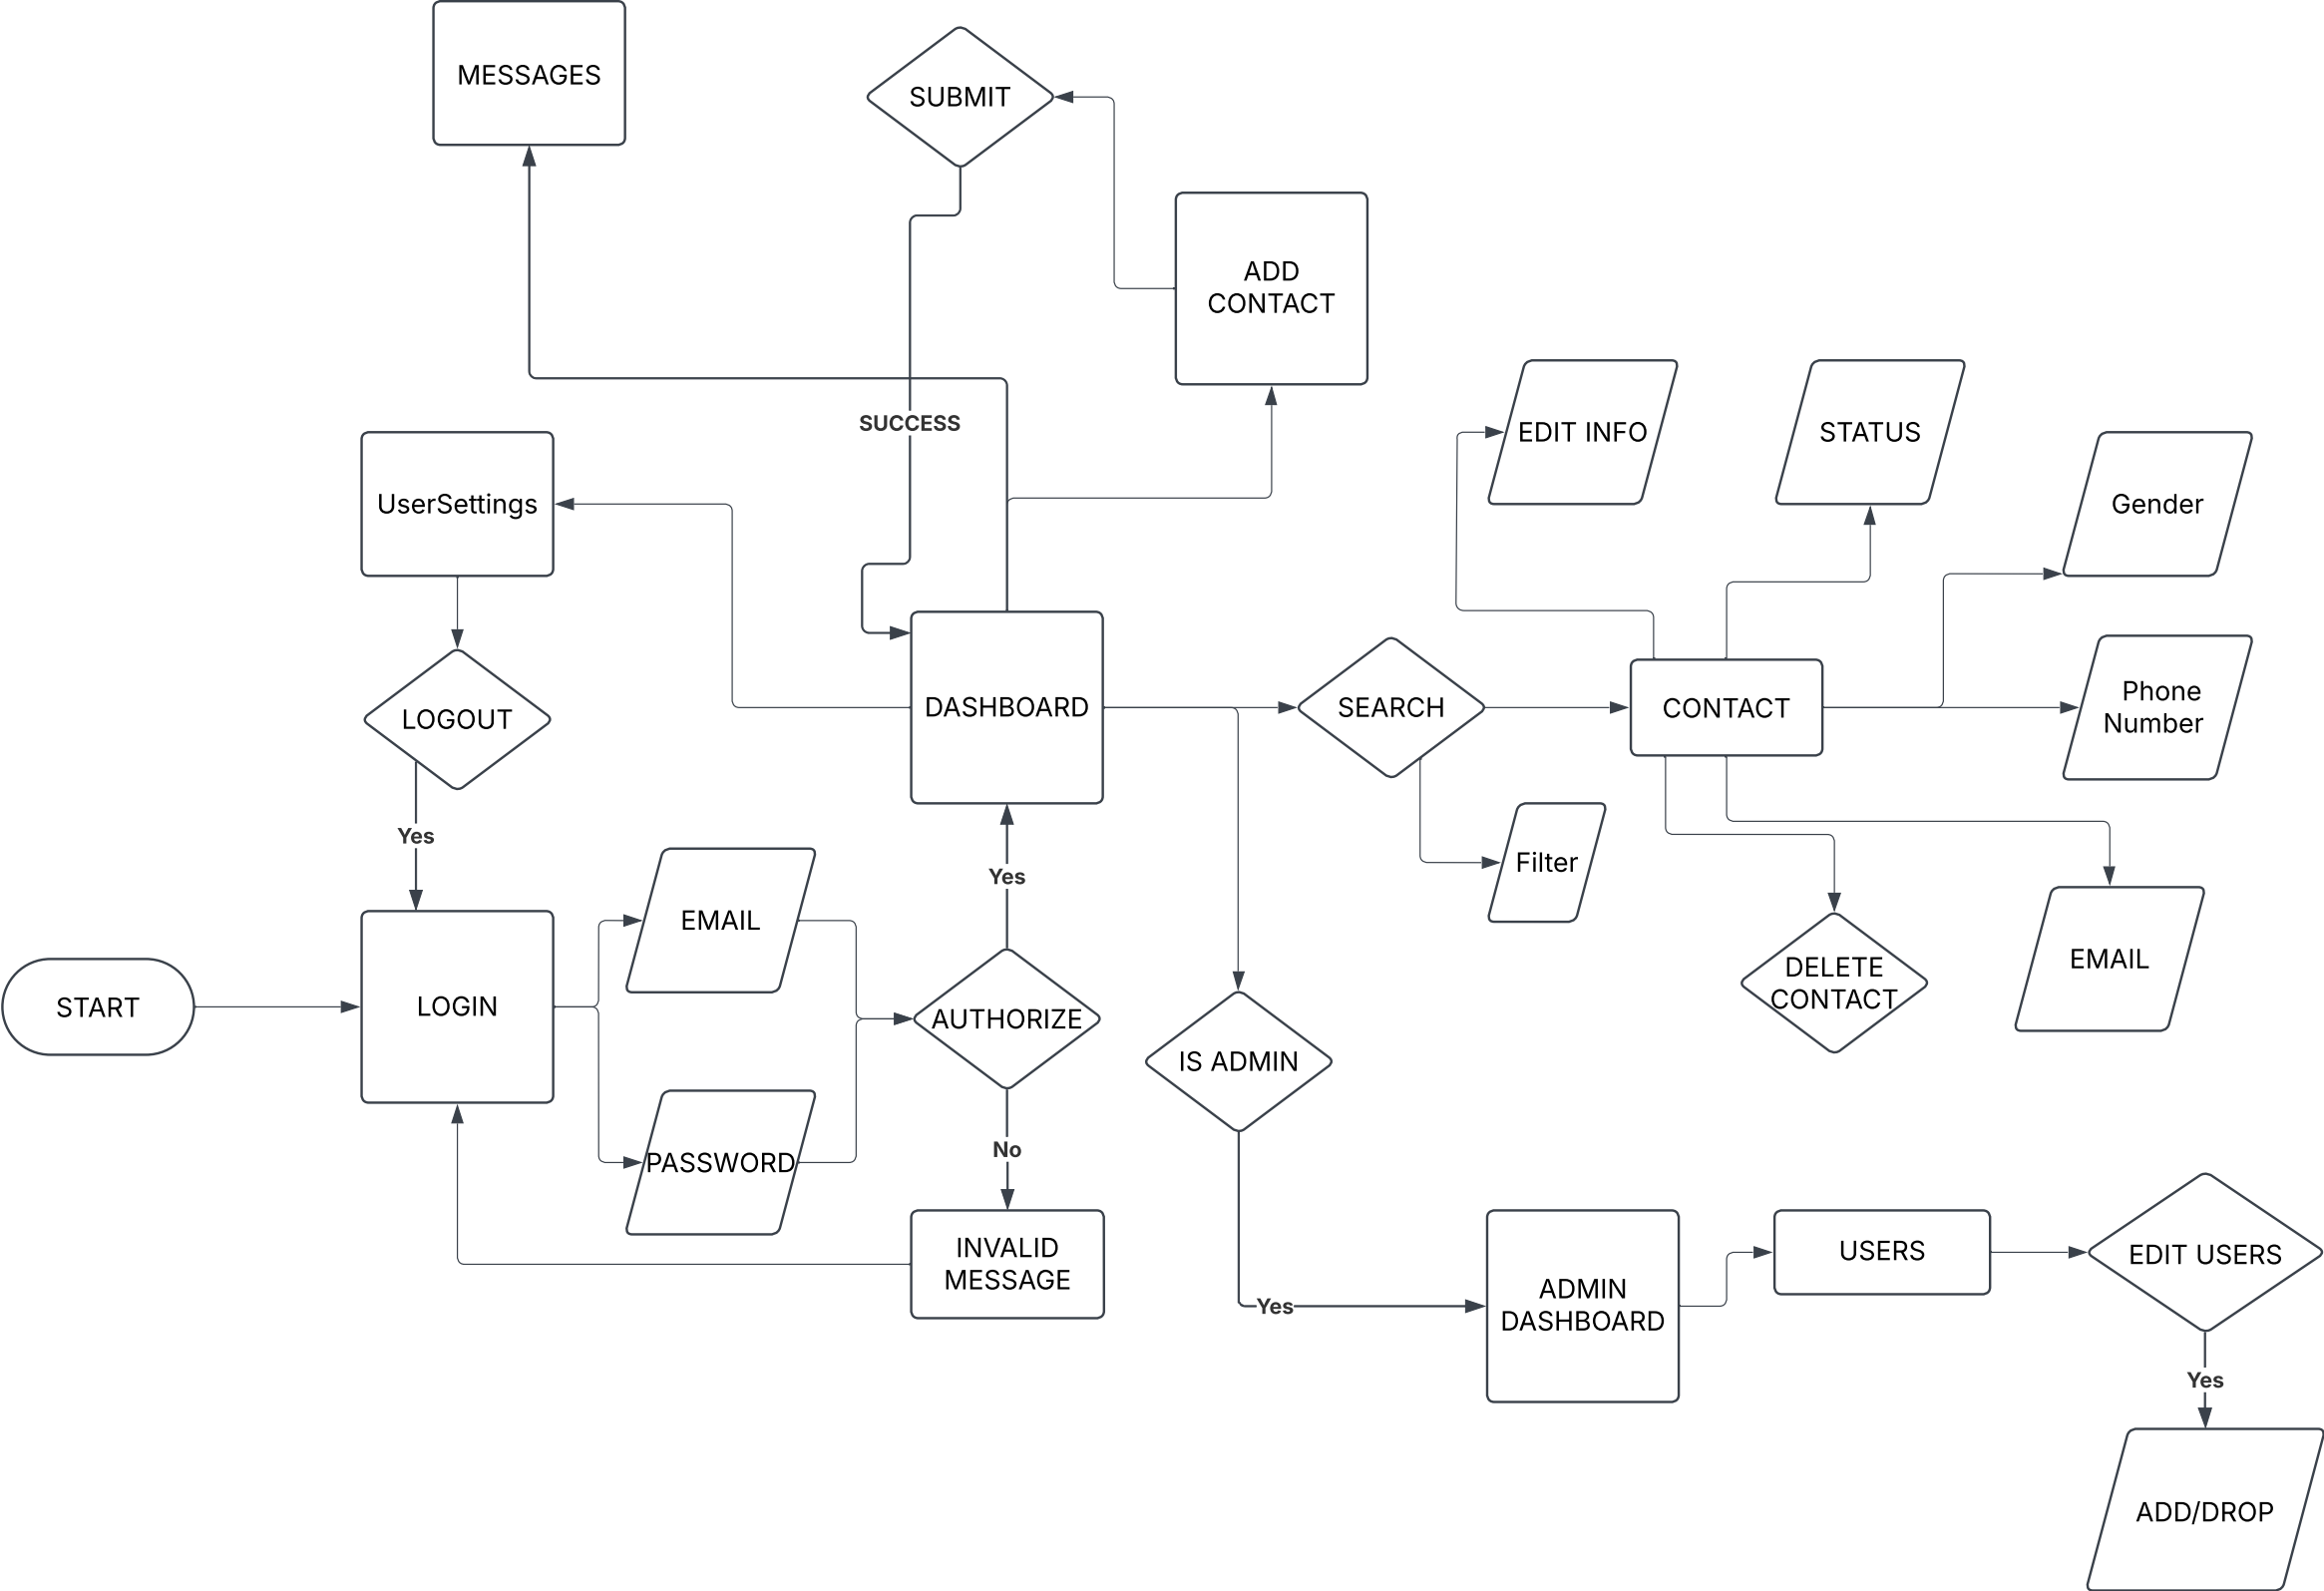 MESSAGES
SUBMIT
ADD
CONTACT
SUCCESS
EDIT INFO
STATUS
Gender
UserSettings
LOGOUT
DASHBOARD
SEARCH
CONTACT
Phone
Number
Yes
Yes
Filter
EMAIL
START
LOGIN
AUTHORIZE
IS ADMIN
DELETE
CONTACT
EMAIL
PASSWORD
No
INVALID
MESSAGE
Yes
ADMIN
DASHBOARD
USERS
EDIT USERS
Yes
ADD/DROP